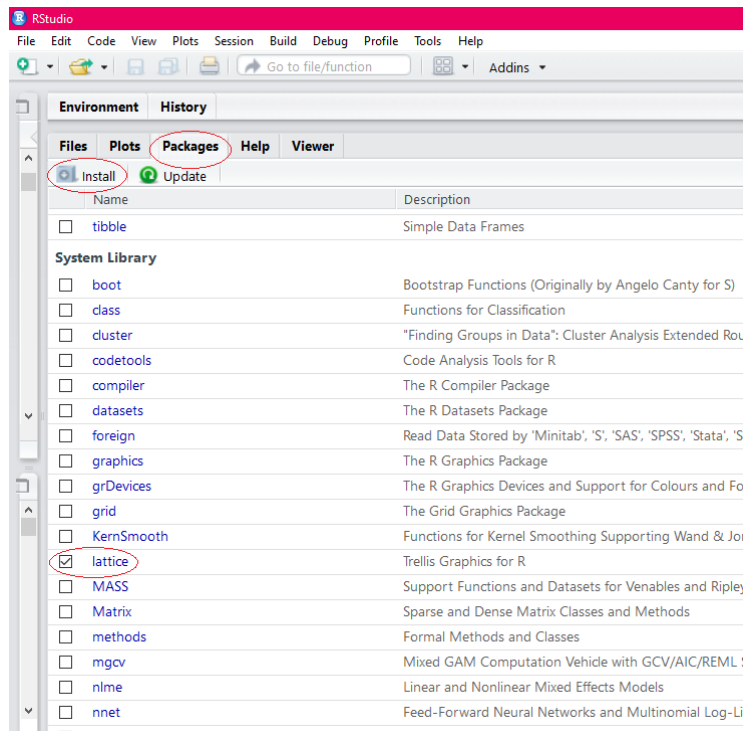 RStudio
File Edit Code View Plots Session Build Debug Profile Tools Help
Go to file/function Addins
Environment History
Files Plots Packages Help Viewer
Install Update
Name Description
tibble Simple Data Frames
System Library
boot Bootstrap Functions (Originally by Angelo Canty for S)
class Functions for Classification
cluster "Finding Groups in Data": Cluster Analysis Extended Rou
codetools Code Analysis Tools for R
compiler The R Compiler Package
datasets The R Datasets Package
foreign Read Data Stored by 'Minitab', 'S', 'SAS', 'SPSS', 'Stata', 'S
graphics The R Graphics Package
grDevices The R Graphics Devices and Support for Colours and Fo
grid The Grid Graphics Package
KernSmooth Functions for Kernel Smoothing Supporting Wand & Jo
lattice Trellis Graphics for R
MASS Support Functions and Datasets for Venables and Ripley
Matrix Sparse and Dense Matrix Classes and Methods
methods Formal Methods and Classes
mgcv Mixed GAM Computation Vehicle with GCV/AIC/REML
nlme Linear and Nonlinear Mixed Effects Models
nnet Feed-Forward Neural Networks and Multinomial Log-Li